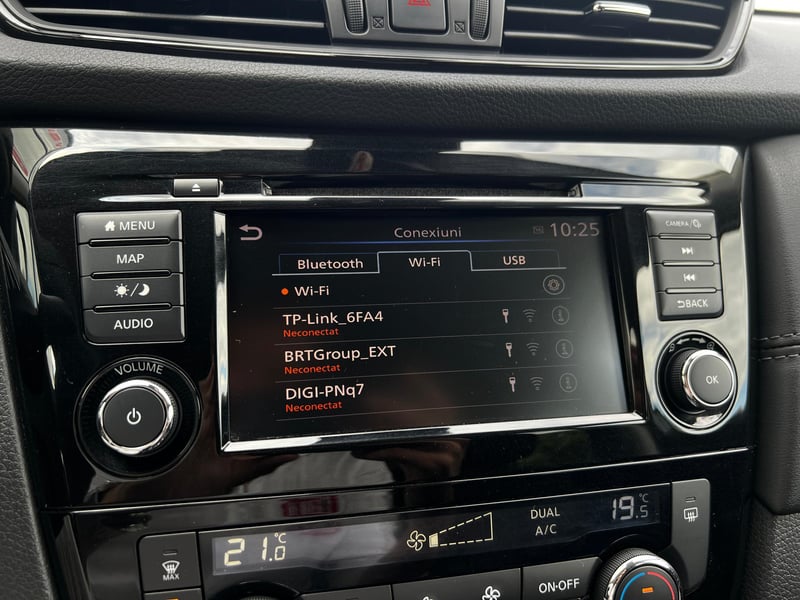 CAMERA/
MENU
MAP
AUDIO
VOLUME
BACK
OK
Conexiuni 10:25
Bluetooth Wi-Fi USB
Wi-Fi
TP-Link_6FA4
Neconectat
BRTGroup_EXT
Neconectat
DIGI-PNq7
Neconectat
21.0°C
DUAL
A/C
19.5°C
MAX
ON·OFF